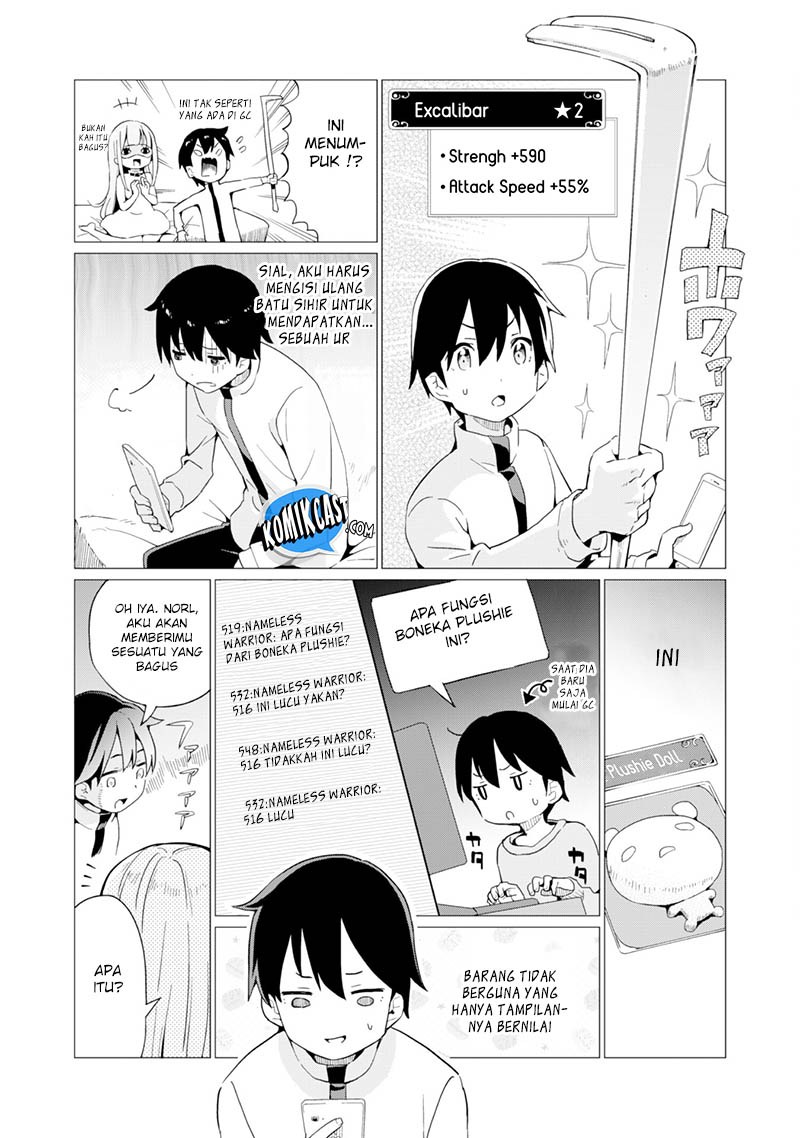 Excalibar ★2
• Strengh +590
• Attack Speed +55%
ホワァァァァ
INI
MENUM-
PUK !?
INI TAK SEPERTI
YANG ADA DI GC
BUKAN
KAH ITU
BAGUS?
SIAL, AKU HARUS
MENGISI ULANG
BATU SIHIR UNTUK
MENDAPATKAN...
SEBUAH UR
KOMIKCAST
.COM
INI
Plushie Doll
APA FUNGSI
BONEKA PLUSHIE
INI?
SAAT DIA
BARU
SAJA
MULAI GC
カタ
カタ
519:NAMELESS
WARRIOR: APA FUNGSI
DARI BONEKA PLUSHIE?
532:NAMELESS WARRIOR:
516 INI LUCU YAKAN?
548:NAMELESS WARRIOR:
516 TIDAKKAH INI LUCU?
532:NAMELESS WARRIOR:
516 LUCU
BARANG TIDAK
BERGUNA YANG
HANYA TAMPILAN-
NYA BERNILAI
OH IYA. NORL,
AKU AKAN
MEMBERIMU
SESUATU YANG
BAGUS
APA
ITU?